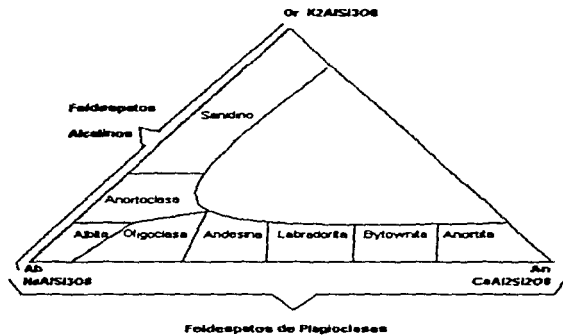 Or K2AlSI3O8
Feldespatos
Alcalinos
Sanidino
Anortoclasa
Albita Oligoclasa Andesina Labradorita Bytownita Anortita
Ab An
NaAlSI3O8 CaAl2SI2O8
Feldespatos de Plagioclasas